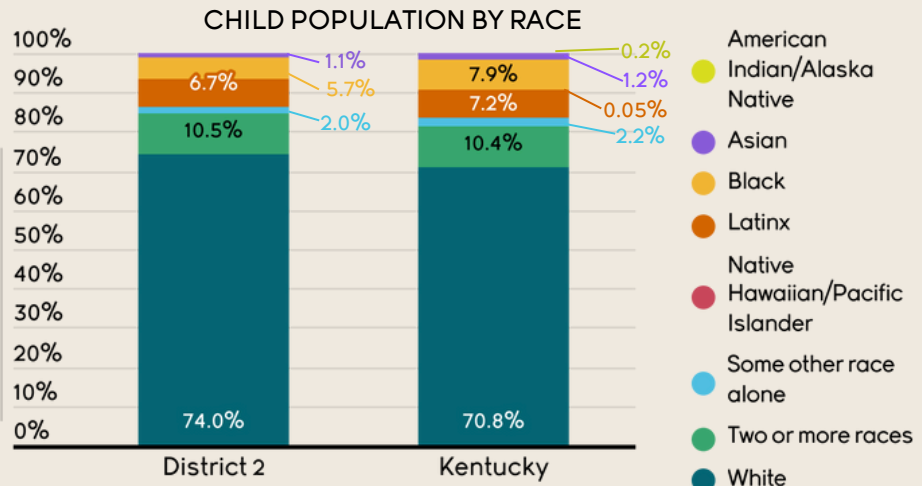 CHILD POPULATION BY RACE
100%
90%
80%
70%
60%
50%
40%
30%
20%
10%
0%
1.1%
6.7%
5.7%
2.0%
10.5%
74.0%
0.2%
7.9%
1.2%
7.2%
0.05%
2.2%
10.4%
70.8%
District 2
Kentucky
American
Indian/Alaska
Native
Asian
Black
Latinx
Native
Hawaiian/Pacific
Islander
Some other race
alone
Two or more races
White